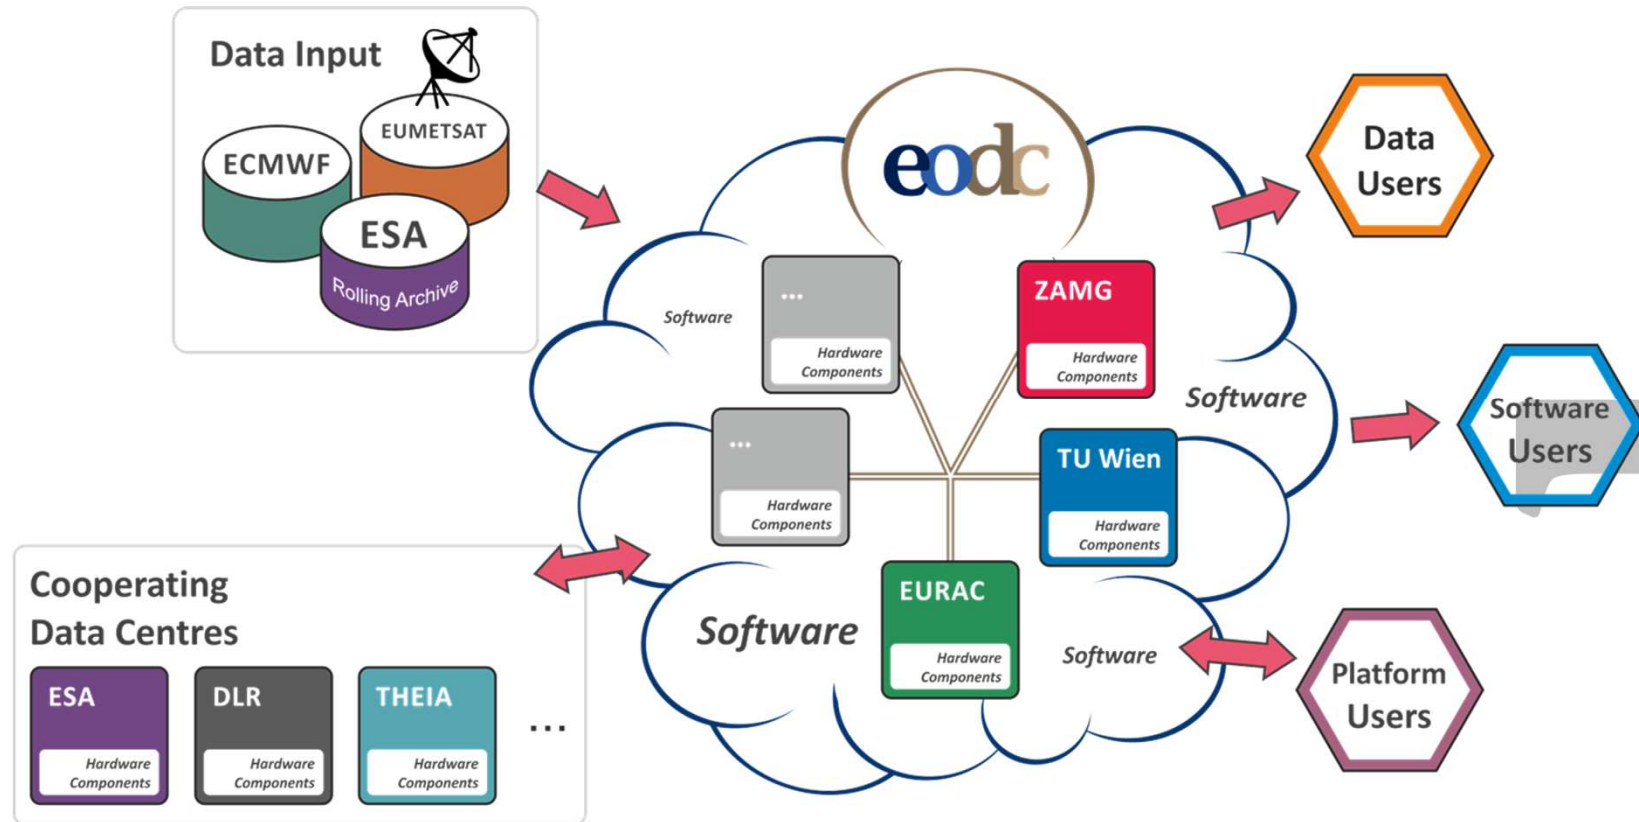 Data Input
EUMETSAT
ECMWF
ESA
Rolling Archive
eodc
Data
Users
...
Hardware
Components
ZAMG
Hardware
Components
Software
Software
Software
Users
...
Hardware
Components
TU Wien
Hardware
Components
EURAC
Hardware
Components
Software
Software
Platform
Users
Cooperating
Data Centres
ESA
Hardware
Components
DLR
Hardware
Components
THEIA
Hardware
Components
...